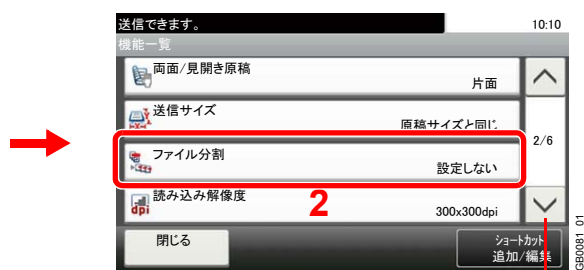 送信できます。
10:10
機能一覧
両面/見開き原稿
片面
送信サイズ
原稿サイズと同じ
2/6
ファイル分割
設定しない
読み込み解像度
dpi
2
300x300dpi
閉じる
ショートカット
追加/編集
GB0081 01